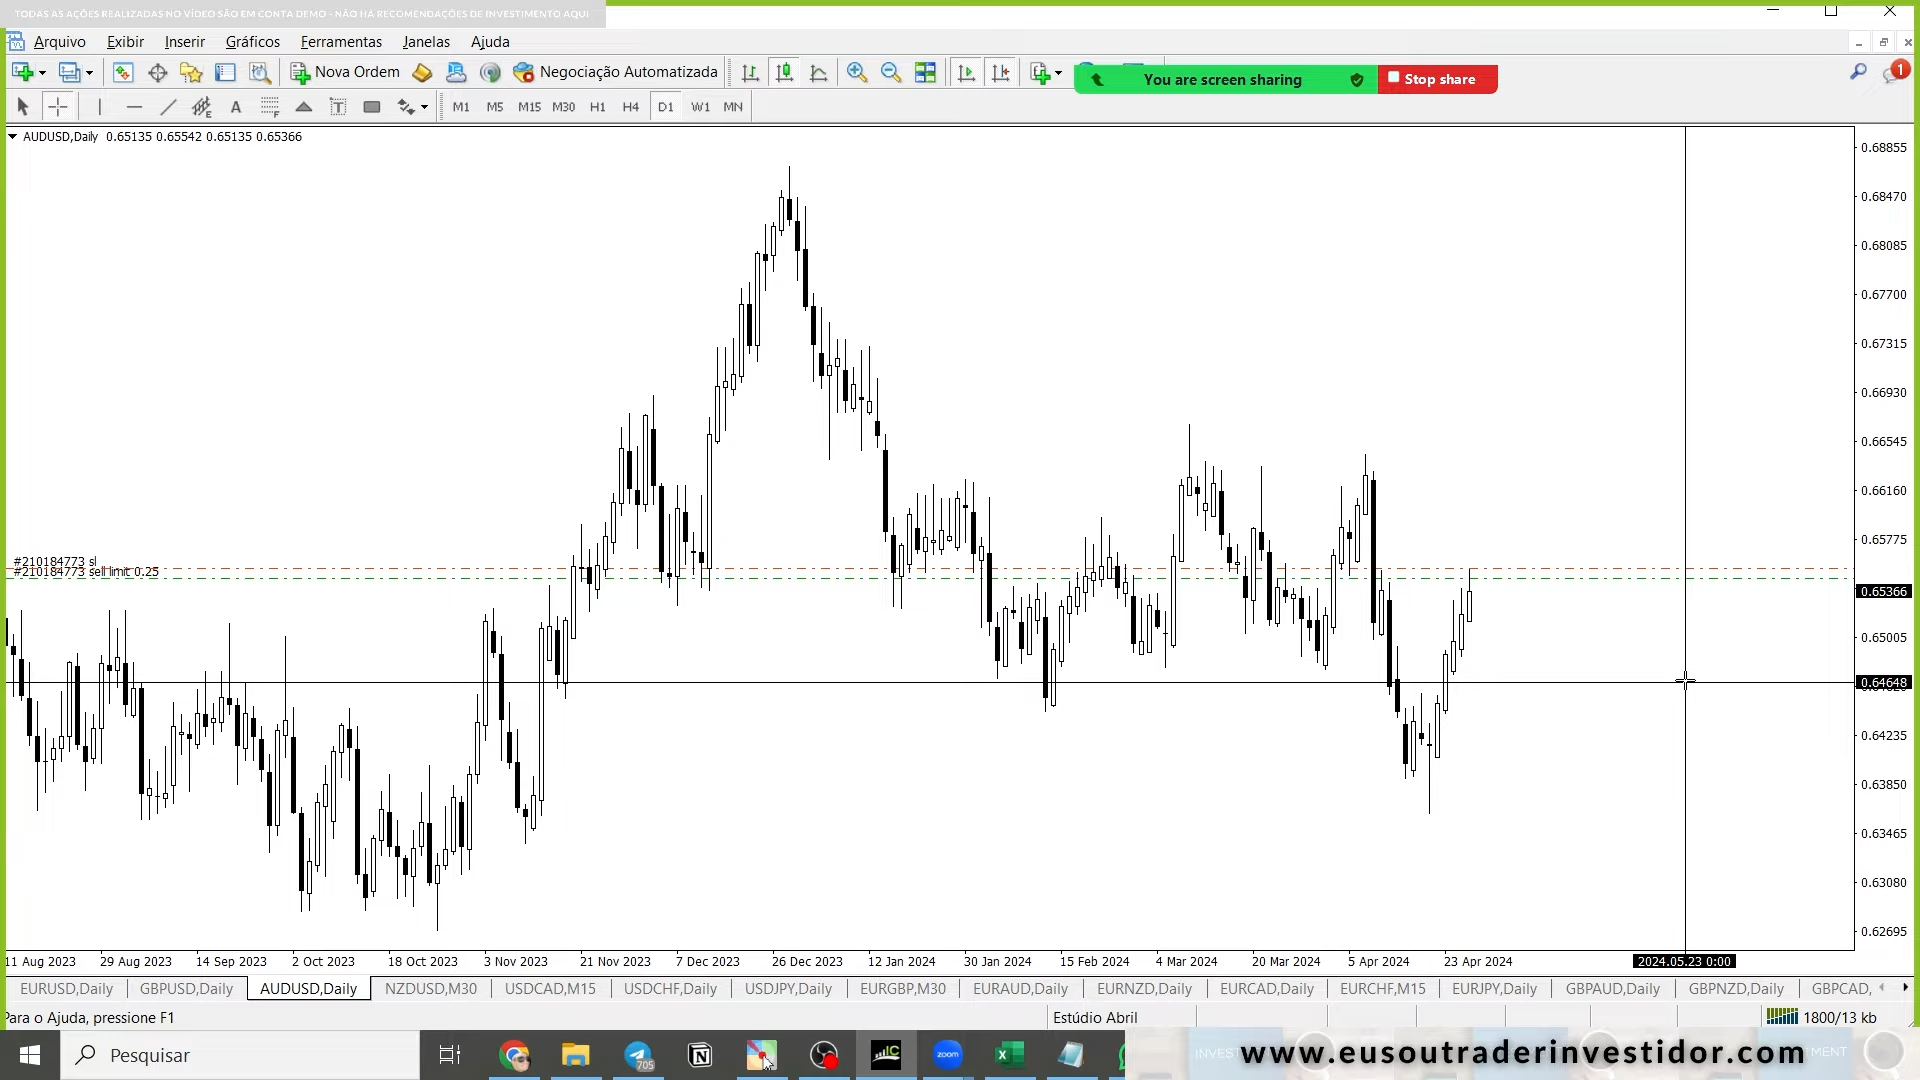 TODAS AS AÇÕES REALIZADAS NO VÍDEO SÃO EM CONTA DEMO - NÃO HÁ RECOMENDAÇÕES DE INVESTIMENTO AQUI
Arquivo Exibir Inserir Gráficos Ferramentas Janelas Ajuda
Nova Ordem Negociação Automatizada You are screen sharing Stop share 1
A T M1 M5 M15 M30 H1 H4 D1 W1 MN
AUDUSD,Daily 0.65135 0.65542 0.65135 0.65366
0.68855
0.68470
0.68085
0.67700
0.67315
0.66930
0.66545
0.66160
0.65775
#210184773 sl
#210184773 sell limit 0.25
0.65366
0.65005
0.64648
0.64235
0.63850
0.63465
0.63080
0.62695
11 Aug 2023 29 Aug 2023 14 Sep 2023 2 Oct 2023 18 Oct 2023 3 Nov 2023 21 Nov 2023 7 Dec 2023 26 Dec 2023 12 Jan 2024 30 Jan 2024 15 Feb 2024 4 Mar 2024 20 Mar 2024 5 Apr 2024 23 Apr 2024 2024.05.23 0:00
EURUSD,Daily GBPUSD,Daily AUDUSD,Daily NZDUSD,M30 USDCAD,M15 USDCHF,Daily USDJPY,Daily EURGBP,M30 EURAUD,Daily EURNZD,Daily EURCAD,Daily EURCHF,M15 EURJPY,Daily GBPAUD,Daily GBPNZD,Daily GBPCAD,
Para o Ajuda, pressione F1 Estúdio Abril 1800/13 kb
Pesquisar 705 zoom www.eusoutraderinvestidor.com